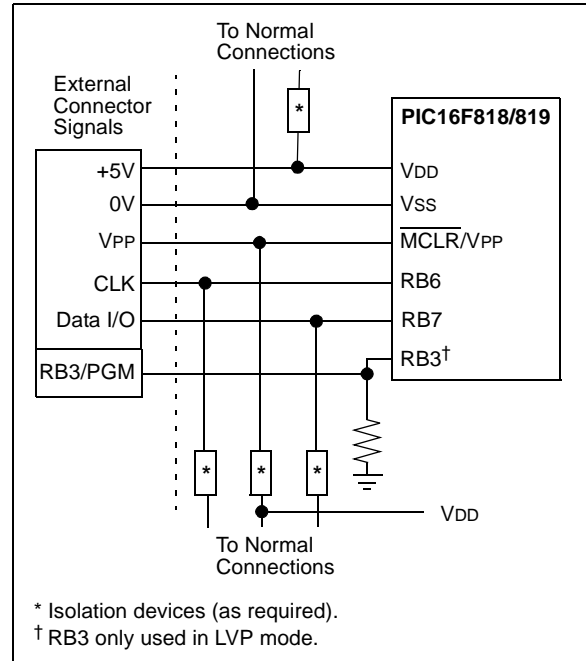 To Normal
Connections
External
Connector
Signals
*
PIC16F818/819
+5V
VDD
0V
VSS
VPP
MCLR/VPP
CLK
RB6
Data I/O
RB7
RB3†
RB3/PGM
*
*
*
VDD
To Normal
Connections
* Isolation devices (as required).
† RB3 only used in LVP mode.